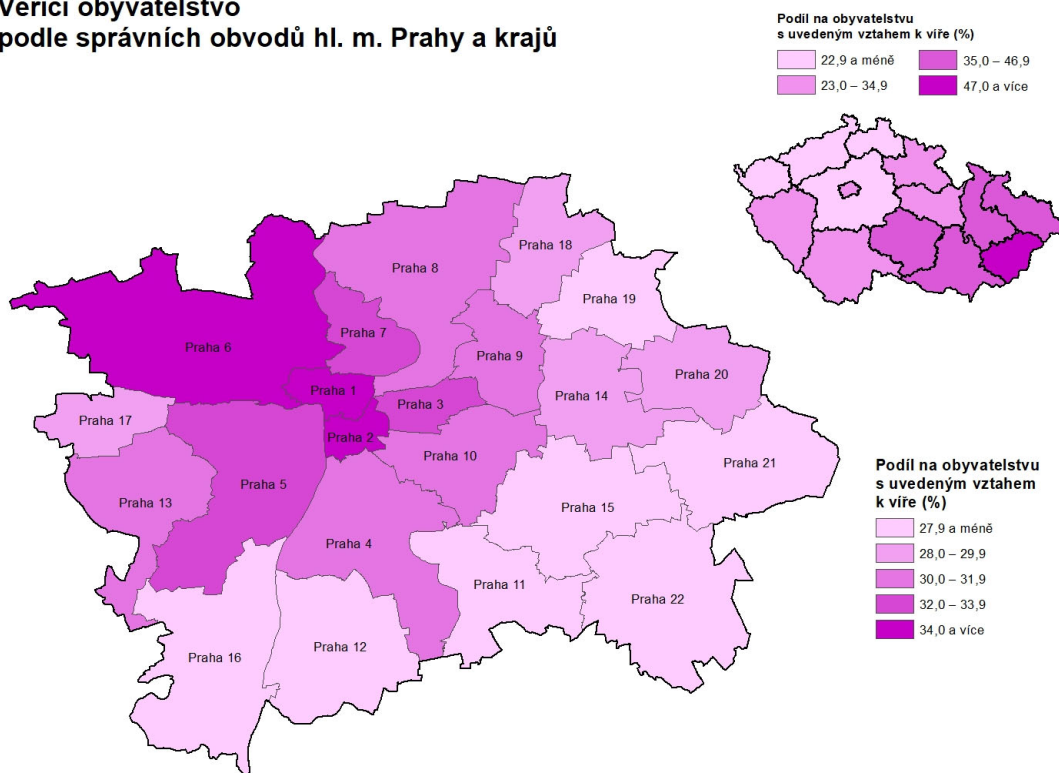 Věřící obyvatelstvo
podle správních obvodů hl. m. Prahy a krajů
Podíl na obyvatelstvu
s uvedeným vztahem k víře (%)
22,9 a méně
35,0 – 46,9
23,0 – 34,9
47,0 a více
Praha 18
Praha 8
Praha 19
Praha 7
Praha 6
Praha 9
Praha 20
Praha 1
Praha 14
Praha 3
Praha 17
Praha 2
Praha 10
Praha 21
Praha 5
Praha 13
Praha 15
Praha 4
Praha 11
Praha 22
Praha 12
Praha 16
Podíl na obyvatelstvu
s uvedeným vztahem
k víře (%)
27,9 a méně
28,0 – 29,9
30,0 – 31,9
32,0 – 33,9
34,0 a více